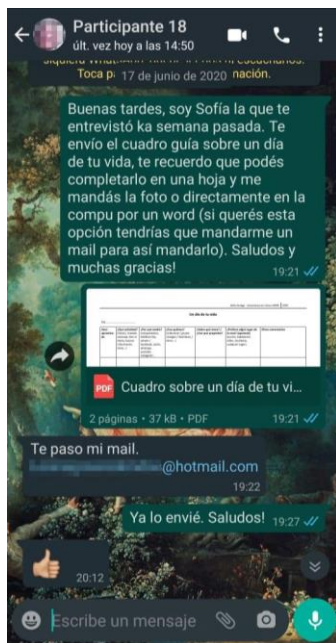 Participante 18
últ. vez hoy a las 14:50
Toca p
17 de junio de 2020
nación.
Buenas tardes, soy Sofía la que te
entrevistó ka semana pasada. Te
envío el cuadro guía sobre un día
de tu vida, te recuerdo que podés
completarlo en una hoja y me
mandás la foto o directamente en la
compu por un word (si querés esta
opción tendrías que mandarme un
mail para así mandarlo). Saludos y
muchas gracias!
19:21
Un día de tu vida
PDF
Cuadro sobre un día de tu vi...
2 páginas • 37 kB • PDF
19:21
Te paso mi mail.
@hotmail.com
19:22
Ya lo envié. Saludos!
19:27
20:12
Escribe un mensaje